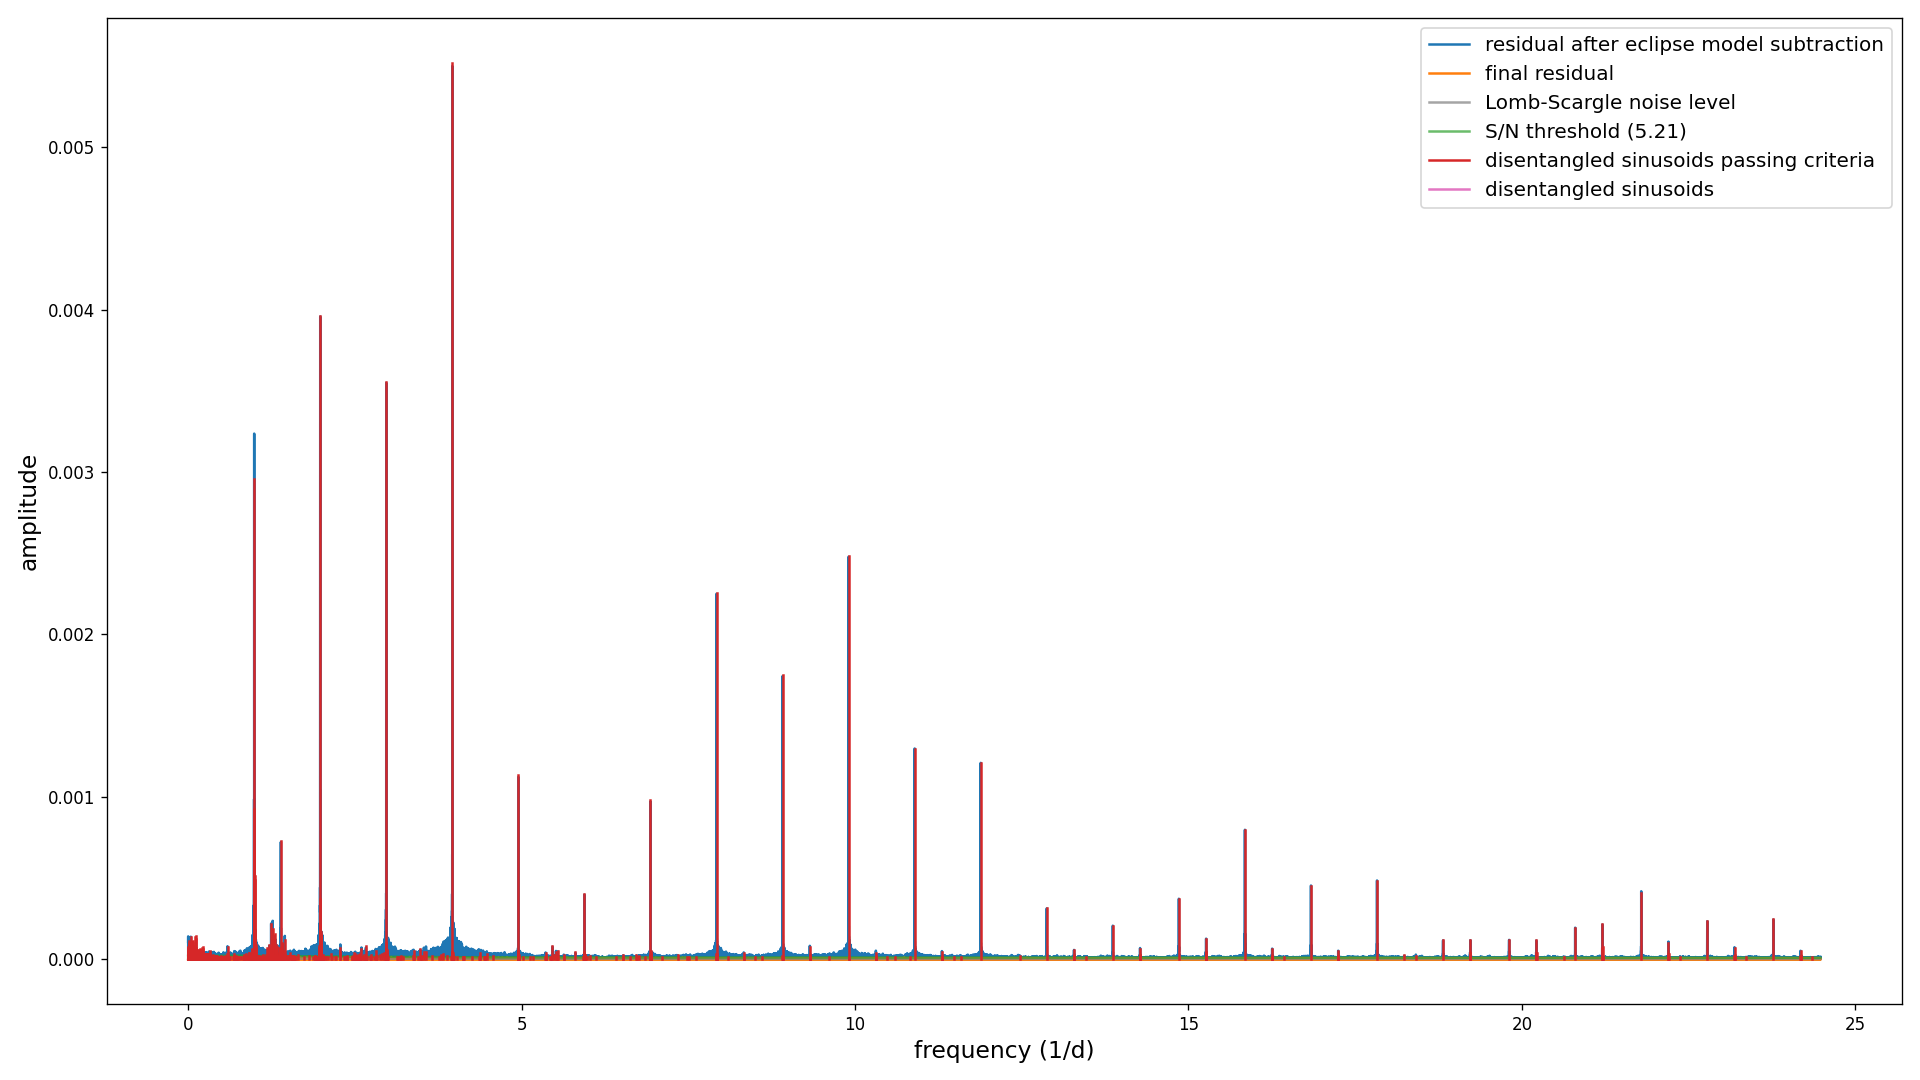 residual after eclipse model subtraction
final residual
Lomb-Scargle noise level
S/N threshold (5.21)
disentangled sinusoids passing criteria
disentangled sinusoids
amplitude
0.005
0.004
0.003
0.002
0.001
0.000
0 5 10 15 20 25
frequency (1/d)